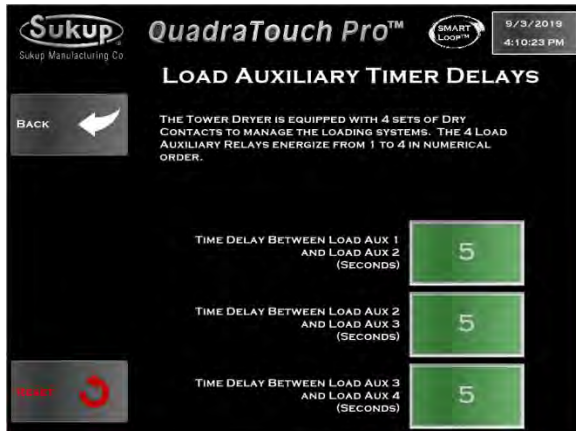 Sukup
Sukup Manufacturing Co
QuadraTouch Pro™
SMART
LOOP™
9/3/2019
4:10:23 PM
LOAD AUXILIARY TIMER DELAYS
BACK
THE TOWER DRYER IS EQUIPPED WITH 4 SETS OF DRY
CONTACTS TO MANAGE THE LOADING SYSTEMS. THE 4 LOAD
AUXILIARY RELAYS ENERGIZE FROM 1 TO 4 IN NUMERICAL
ORDER.
TIME DELAY BETWEEN LOAD AUX 1
AND LOAD AUX 2
(SECONDS)
5
TIME DELAY BETWEEN LOAD AUX 2
AND LOAD AUX 3
(SECONDS)
5
TIME DELAY BETWEEN LOAD AUX 3
AND LOAD AUX 4
(SECONDS)
5